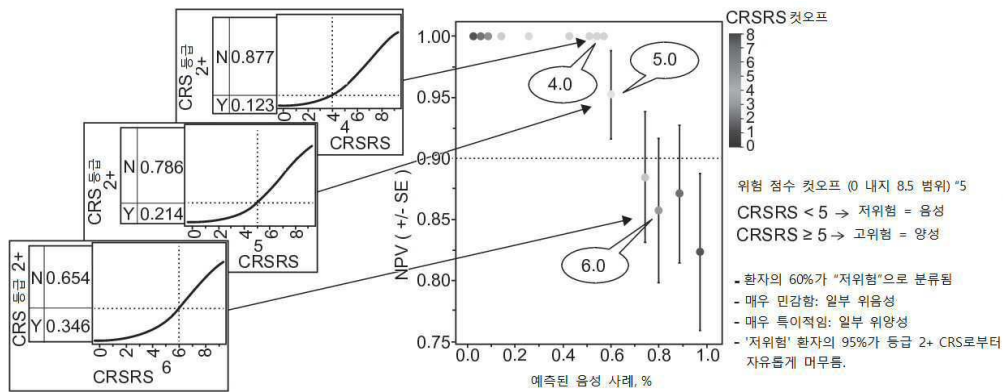 CRS 등급
2+
N 0.877
Y 0.123
0 2 4 6 8
4
CRSRS
CRS 등급
2+
N 0.786
Y 0.214
0 2 4 6 8
5
CRSRS
CRS 등급 2+
N 0.654
Y 0.346
0 2 4 6 8
6
CRSRS
NPV ( +/- SE )
1.00
0.95
0.90
0.85
0.80
0.75
4.0
5.0
6.0
0.0 0.2 0.4 0.6 0.8 1.0
예측된 음성 사례, %
CRSRS 컷오프
8
7
6
5
4
3
2
1
0
위험 점수 컷오프 (0 내지 8.5 범위) “5
CRSRS < 5 → 저위험 = 음성
CRSRS ≥ 5 → 고위험 = 양성
- 환자의 60%가 “저위험”으로 분류됨
- 매우 민감함: 일부 위음성
- 매우 특이적임: 일부 위양성
- '저위험' 환자의 95%가 등급 2+ CRS로부터
자유롭게 머무름.